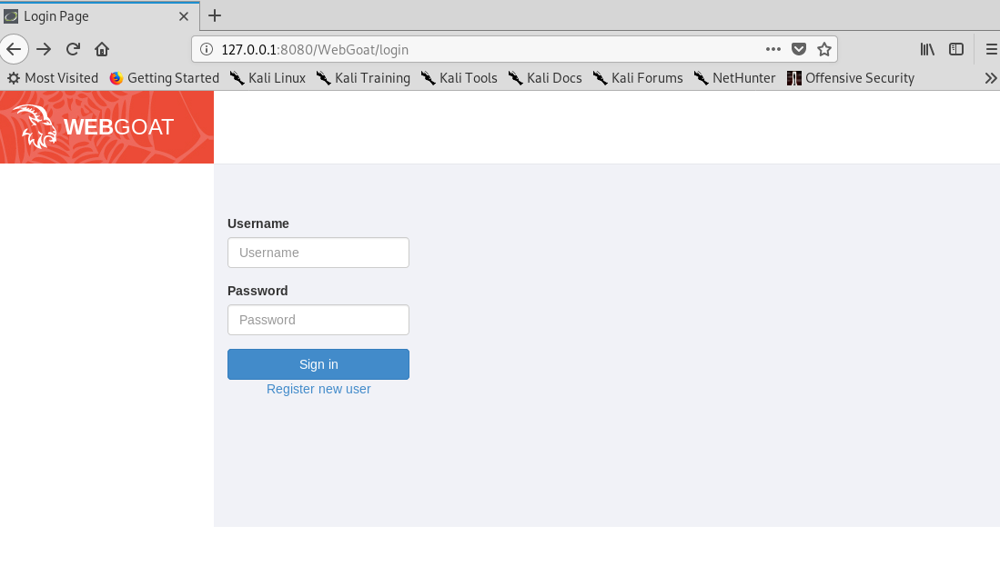 Login Page
127.0.0.1:8080/WebGoat/login
Most Visited Getting Started Kali Linux Kali Training Kali Tools Kali Docs Kali Forums NetHunter Offensive Security
WEBGOAT
Username
Username
Password
Password
Sign in
Register new user